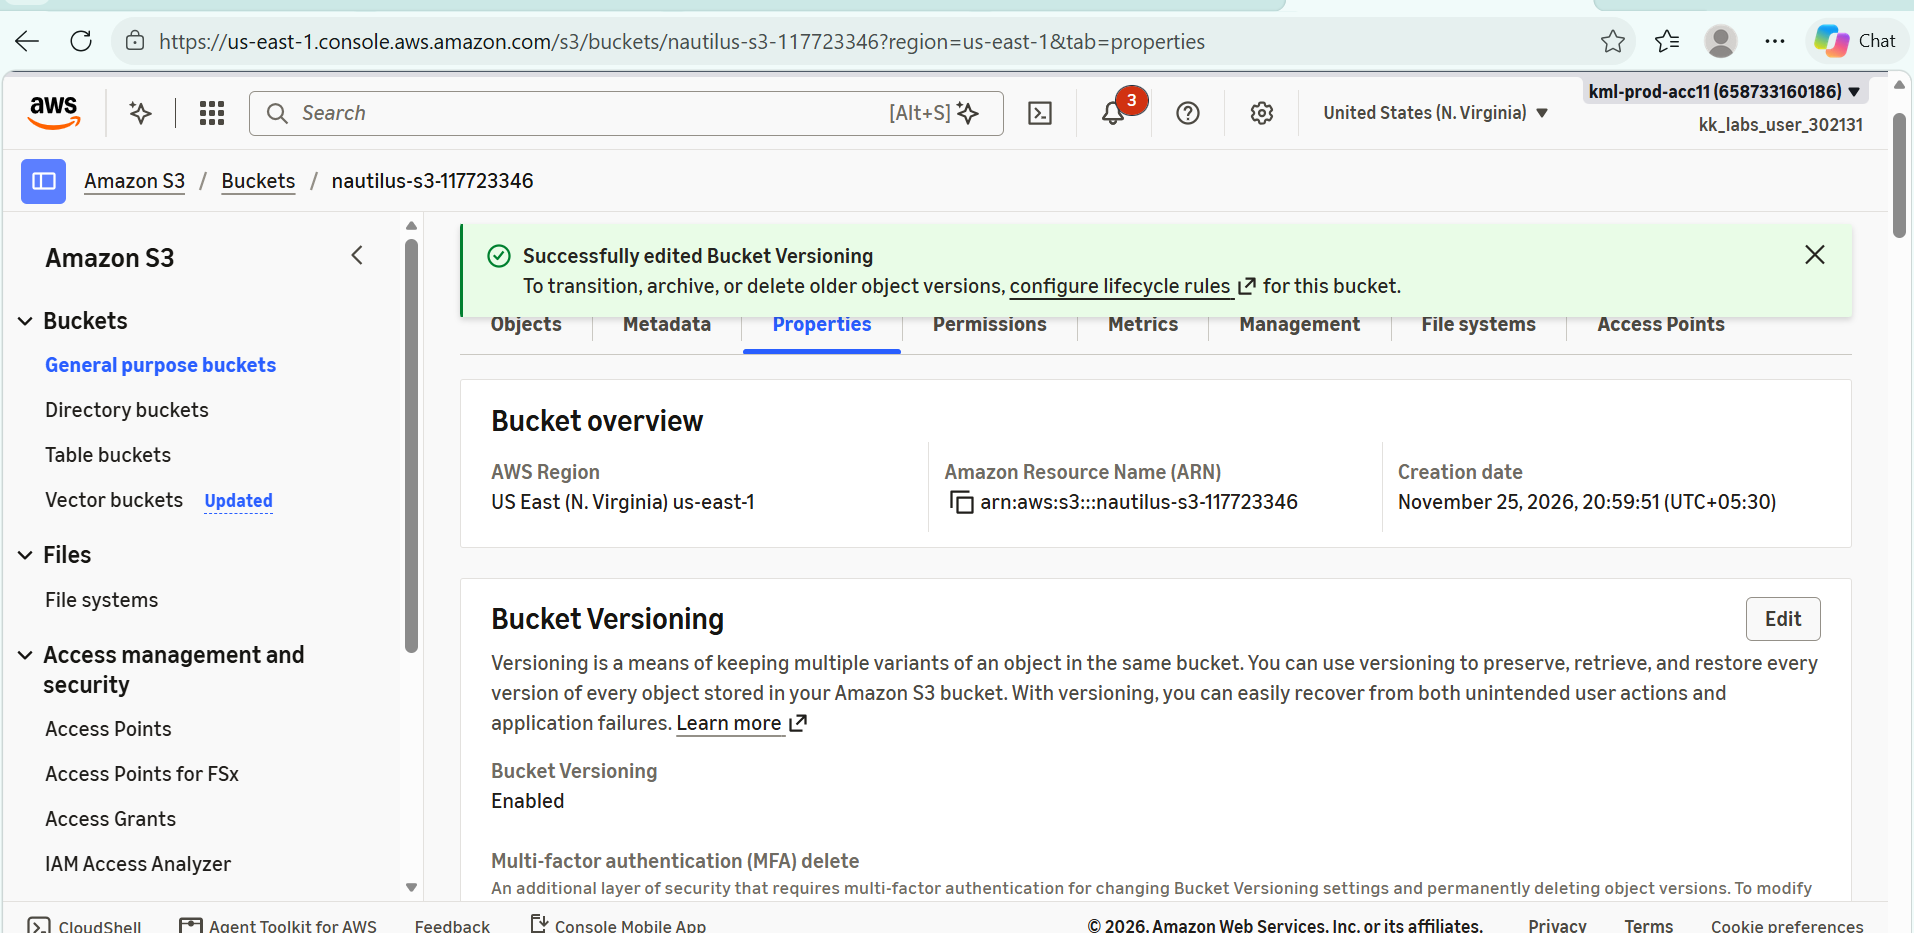 https://us-east-1.console.aws.amazon.com/s3/buckets/nautilus-s3-117723346?region=us-east-1&tab=properties
Chat
aws
Search
[Alt+S]
3
United States (N. Virginia)
kml-prod-acc11 (658733160186)
kk_labs_user_302131
Amazon S3 / Buckets / nautilus-s3-117723346
Amazon S3
Buckets
General purpose buckets
Directory buckets
Table buckets
Vector buckets Updated
Files
File systems
Access management and
security
Access Points
Access Points for FSx
Access Grants
IAM Access Analyzer
Successfully edited Bucket Versioning
To transition, archive, or delete older object versions, configure lifecycle rules for this bucket.
Objects Metadata Properties Permissions Metrics Management File systems Access Points
Bucket overview
AWS Region
US East (N. Virginia) us-east-1
Amazon Resource Name (ARN)
arn:aws:s3:::nautilus-s3-117723346
Creation date
November 25, 2026, 20:59:51 (UTC+05:30)
Bucket Versioning
Edit
Versioning is a means of keeping multiple variants of an object in the same bucket. You can use versioning to preserve, retrieve, and restore every
version of every object stored in your Amazon S3 bucket. With versioning, you can easily recover from both unintended user actions and
application failures. Learn more
Bucket Versioning
Enabled
Multi-factor authentication (MFA) delete
An additional layer of security that requires multi-factor authentication for changing Bucket Versioning settings and permanently deleting object versions. To modify
CloudShell Agent Toolkit for AWS Feedback Console Mobile App
© 2026, Amazon Web Services, Inc. or its affiliates. Privacy Terms Cookie preferences